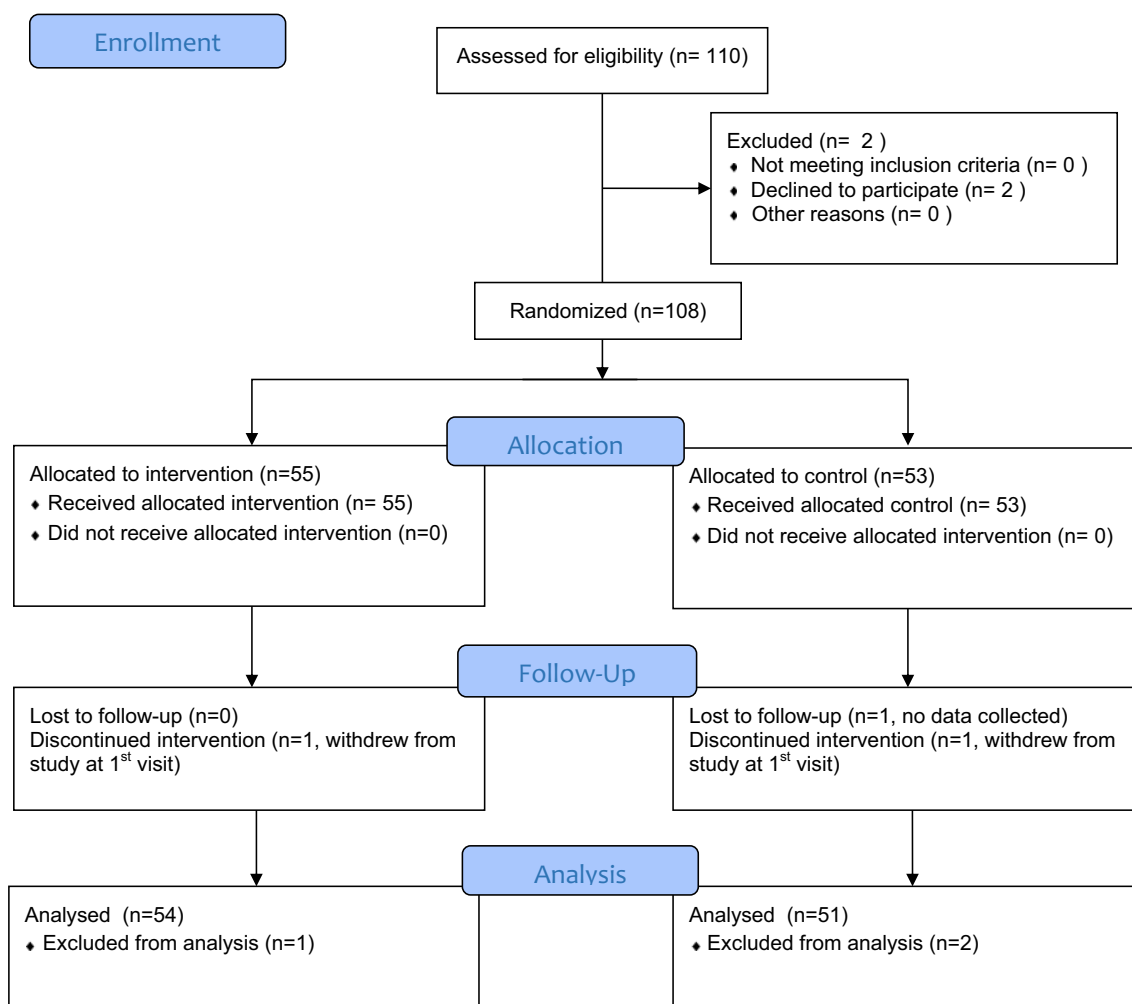 Enrollment
Assessed for eligibility (n= 110)
Excluded (n=  2 )
♦ Not meeting inclusion criteria (n= 0 )
♦ Declined to participate (n= 2 )
♦ Other reasons (n= 0 )
Randomized (n=108)
Allocation
Allocated to intervention (n=55)
♦ Received allocated intervention (n= 55)
♦ Did not receive allocated intervention (n=0)
Allocated to control (n=53)
♦ Received allocated control (n= 53)
♦ Did not receive allocated intervention (n= 0)
Follow-Up
Lost to follow-up (n=0)
Discontinued intervention (n=1, withdrew from
study at 1st visit)
Lost to follow-up (n=1, no data collected)
Discontinued intervention (n=1, withdrew from
study at 1st visit)
Analysis
Analysed  (n=54)
♦ Excluded from analysis (n=1)
Analysed  (n=51)
♦ Excluded from analysis (n=2)